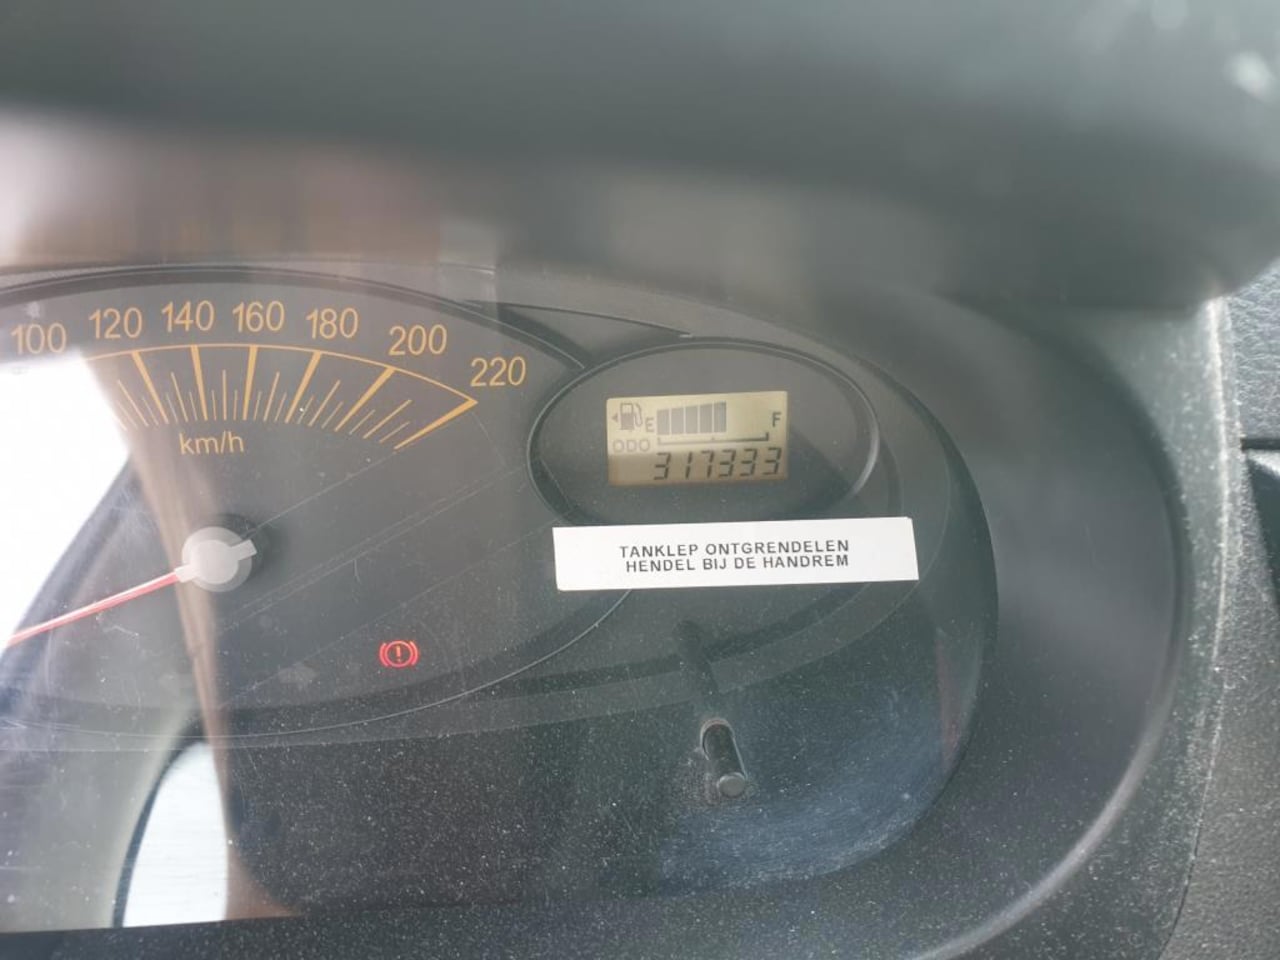 100 120 140 160 180 200 220
km/h
E F
ODO
317333
TANKLEP ONTGRENDELEN
HENDEL BIJ DE HANDREM